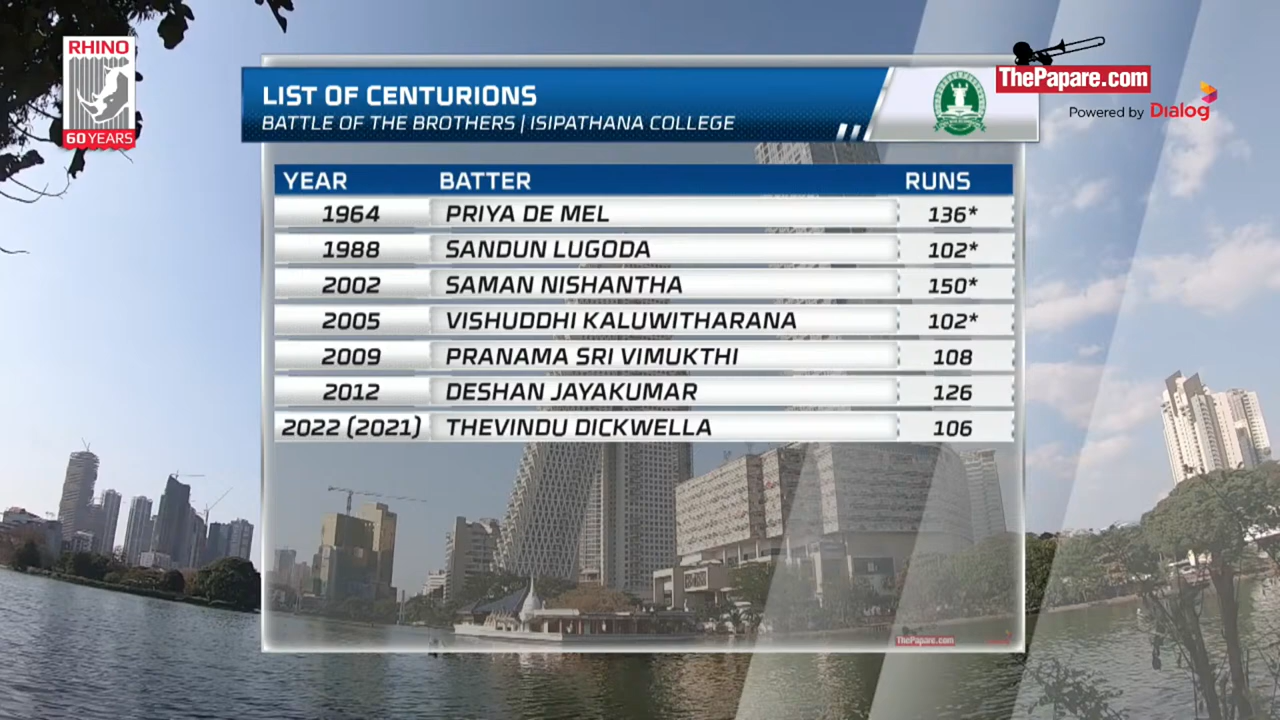 RHINO
60 YEARS
LIST OF CENTURIONS
BATTLE OF THE BROTHERS | ISIPATHANA COLLEGE
ThePapare.com
Powered by Dialog
YEAR BATTER RUNS
1964 PRIYA DE MEL 136*
1988 SANDUN LUGODA 102*
2002 SAMAN NISHANTHA 150*
2005 VISHUDDHI KALUWITHARANA 102*
2009 PRANAMA SRI VIMUKTHI 108
2012 DESHAN JAYAKUMAR 126
2022 (2021) THEVINDU DICKWELLA 106
ThePapare.com